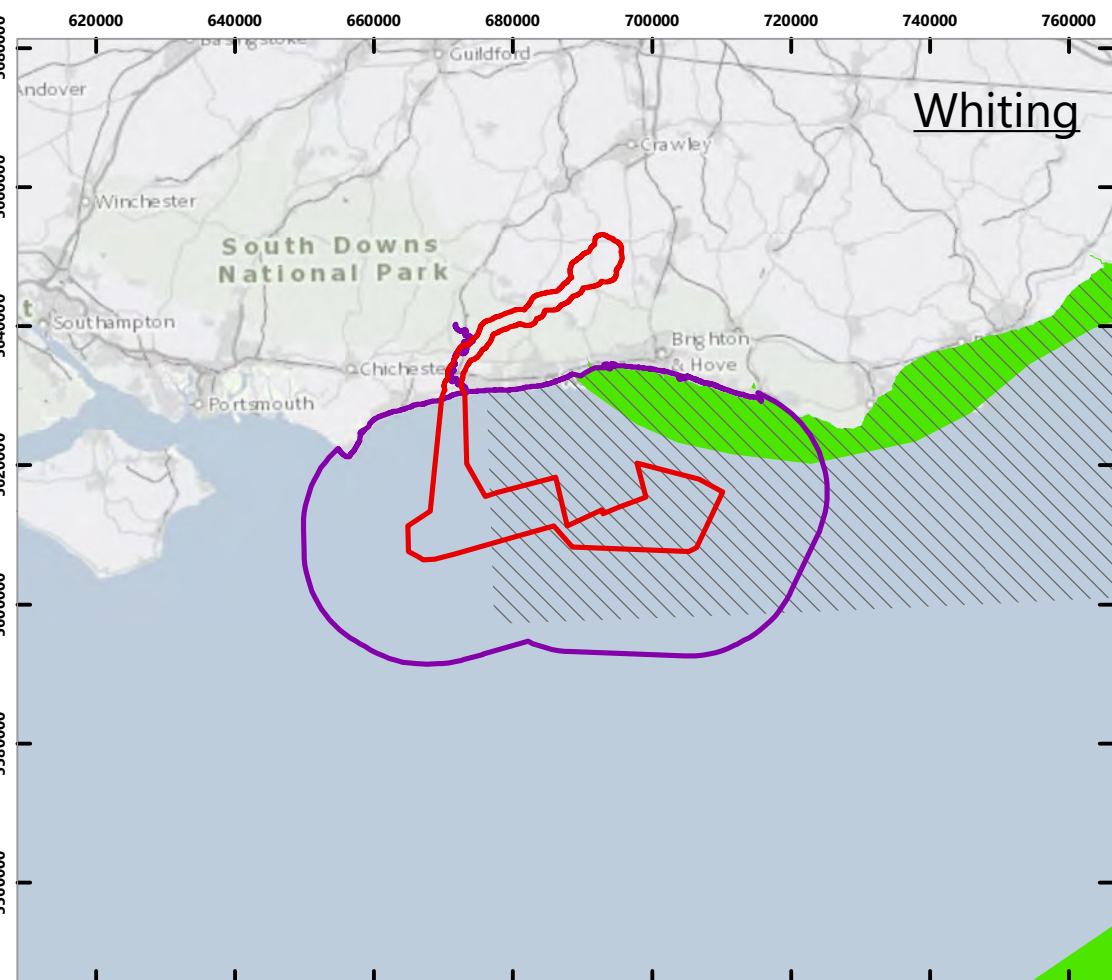 620000 640000 660000 680000 700000 720000 740000 760000
Basingstoke
Guildford
Andover
Whiting
Crawley
Winchester
South Downs
National Park
Southampton
Brighton
& Hove
Chichester
Portsmouth